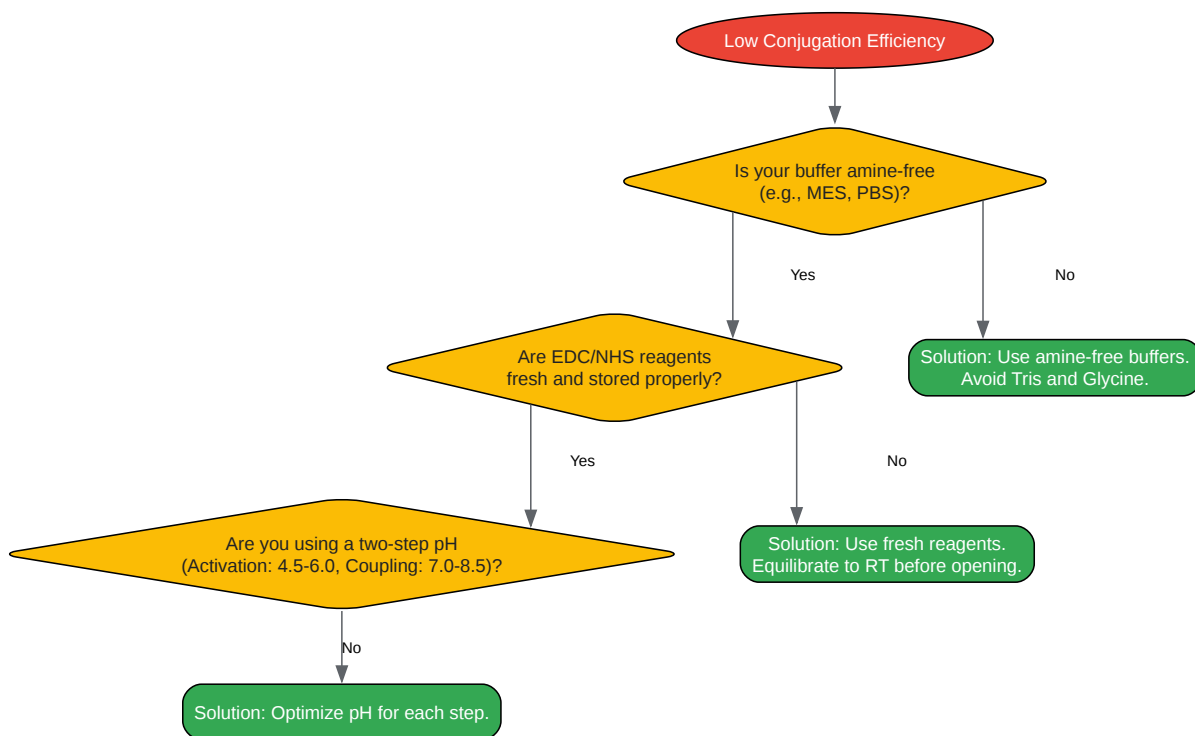 Low Conjugation Efficiency
Is your buffer amine-free
(e.g., MES, PBS)?
Yes
No
Are EDC/NHS reagents
fresh and stored properly?
Solution: Use amine-free buffers.
Avoid Tris and Glycine.
Yes
No
Are you using a two-step pH
(Activation: 4.5-6.0, Coupling: 7.0-8.5)?
Solution: Use fresh reagents.
Equilibrate to RT before opening.
No
Solution: Optimize pH for each step.